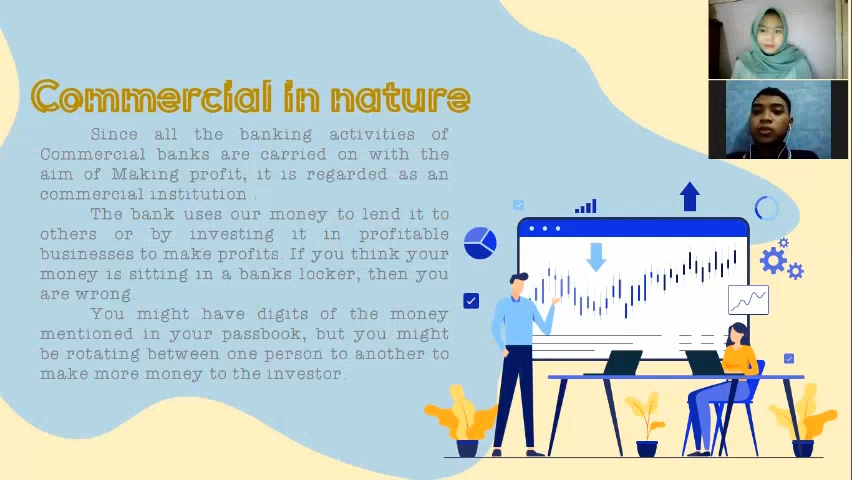 Commercial in nature
Since all the banking activities of
Commercial banks are carried on with the
aim of Making profit, it is regarded as an
commercial institution .
The bank uses our money to lend it to
others or by investing it in profitable
businesses to make profits. If you think your
money is sitting in a banks locker, then you
are wrong.
You might have digits of the money
mentioned in your passbook, but you might
be rotating between one person to another to
make more money to the investor.